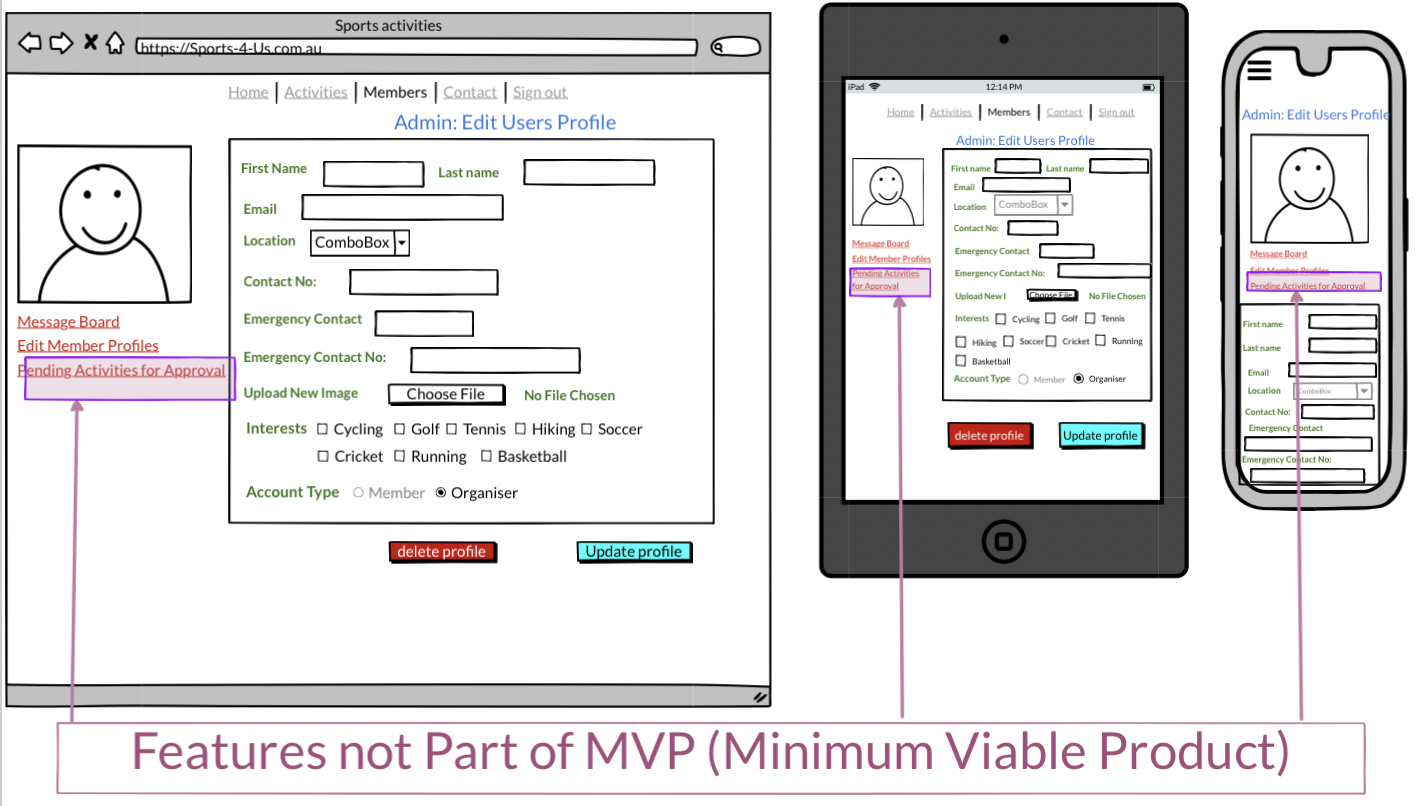 Sports activities
https://Sports-4-Us.com.au
Home Activities Members Contact Sign out
Admin: Edit Users Profile
First Name Last name
Email
Location ComboBox
Contact No:
Emergency Contact
Emergency Contact No:
Upload New Image Choose File No File Chosen
Interests Cycling Golf Tennis Hiking Soccer
Cricket Running Basketball
Account Type Member Organiser
delete profile Update profile
Message Board
Edit Member Profiles
Pending Activities for Approval
iPad 12:14 PM
Home Activities Members Contact Sign out
Admin: Edit Users Profile
First name Last name
Email
Location ComboBox
Contact No:
Emergency Contact
Emergency Contact No:
Upload New I Choose File No File Chosen
Interests Cycling Golf Tennis
Hiking Soccer Cricket Running
Basketball
Account Type Member Organiser
delete profile Update profile
Message Board
Edit Member Profiles
Pending Activities
for Approval
Admin: Edit Users Profile
Message Board
Edit Member Profiles
Pending Activities for Approval
First name
Last name
Email
Location ComboBox
Contact No:
Emergency Contact
Emergency Contact No:
Features not Part of MVP (Minimum Viable Product)